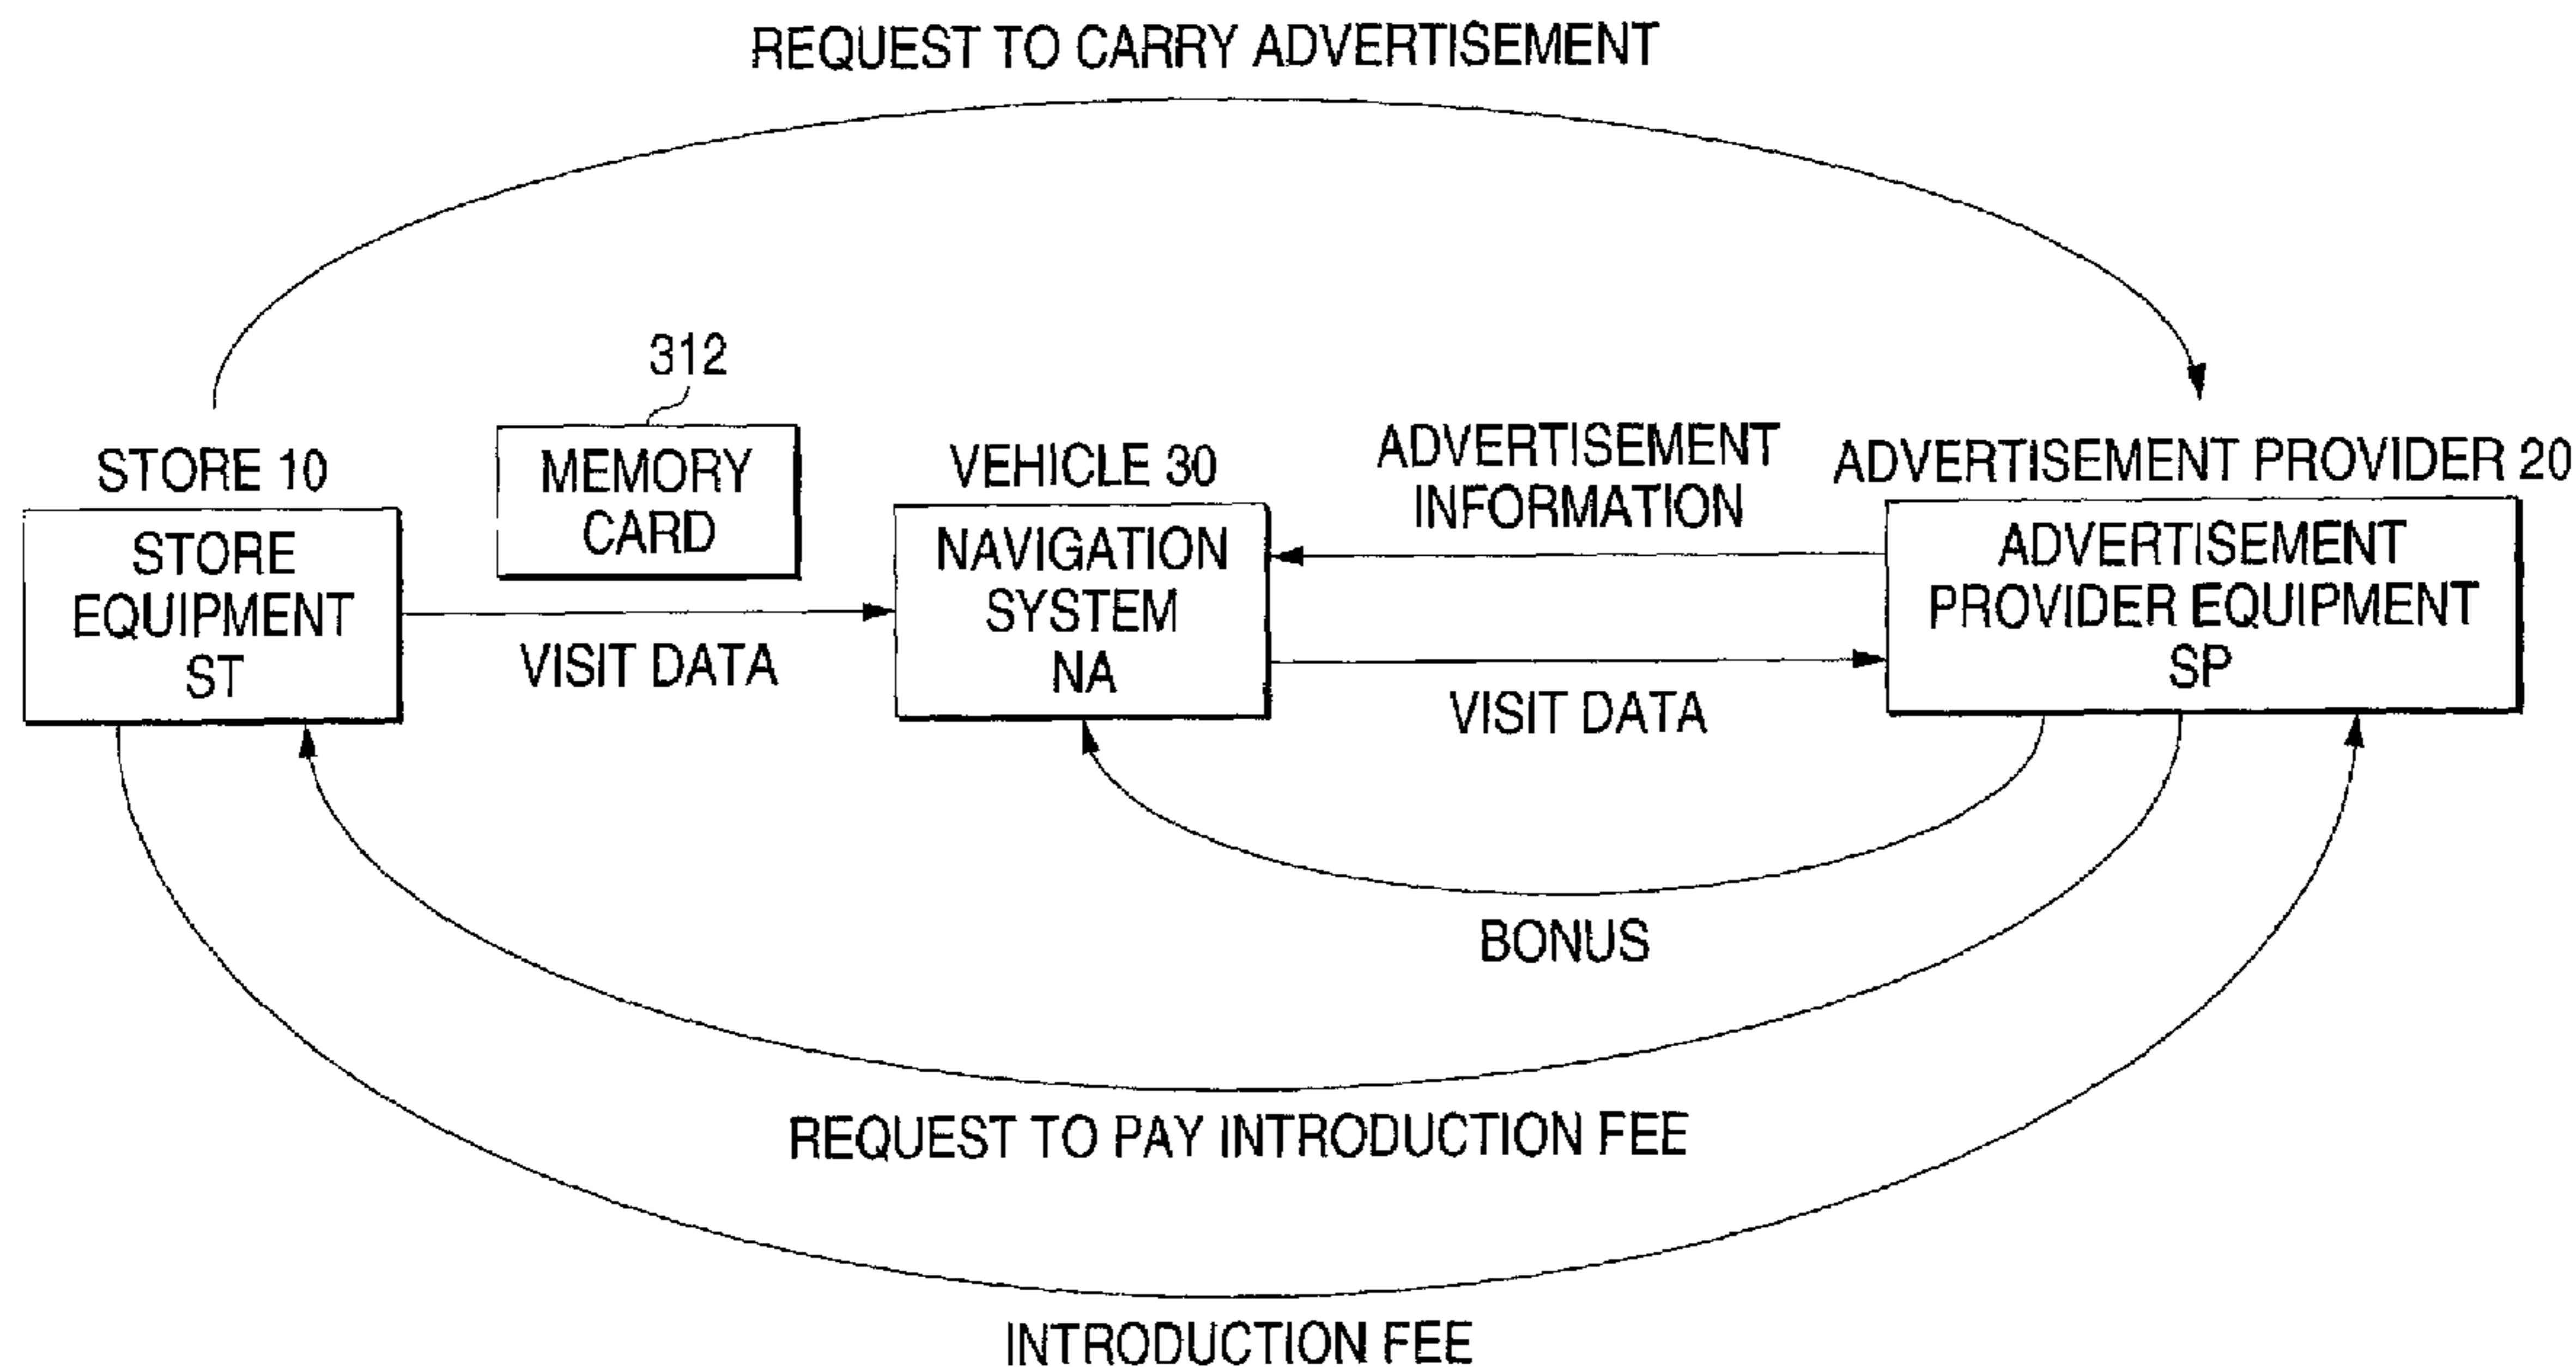 REQUEST TO CARRY ADVERTISEMENT
312
STORE 10
MEMORY
CARD
VEHICLE 30
ADVERTISEMENT
INFORMATION
ADVERTISEMENT PROVIDER 20
STORE
EQUIPMENT
ST
VISIT DATA
NAVIGATION
SYSTEM
NA
VISIT DATA
ADVERTISEMENT
PROVIDER EQUIPMENT
SP
BONUS
REQUEST TO PAY INTRODUCTION FEE
INTRODUCTION FEE